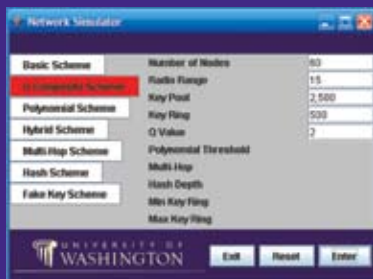 Network Simulator
Basic Scheme
Q-Composite Scheme
Polynomial Scheme
Hybrid Scheme
Multi-Hop Scheme
Hash Scheme
Fake Key Scheme
Number of Nodes 60
Radio Range 15
Key Pool 2,500
Key Ring 500
Q Value 2
Polynomial Threshold
Multi-Hop
Hash Depth
Min Key Ring
Max Key Ring
UNIVERSITY OF
WASHINGTON
Exit Reset Enter